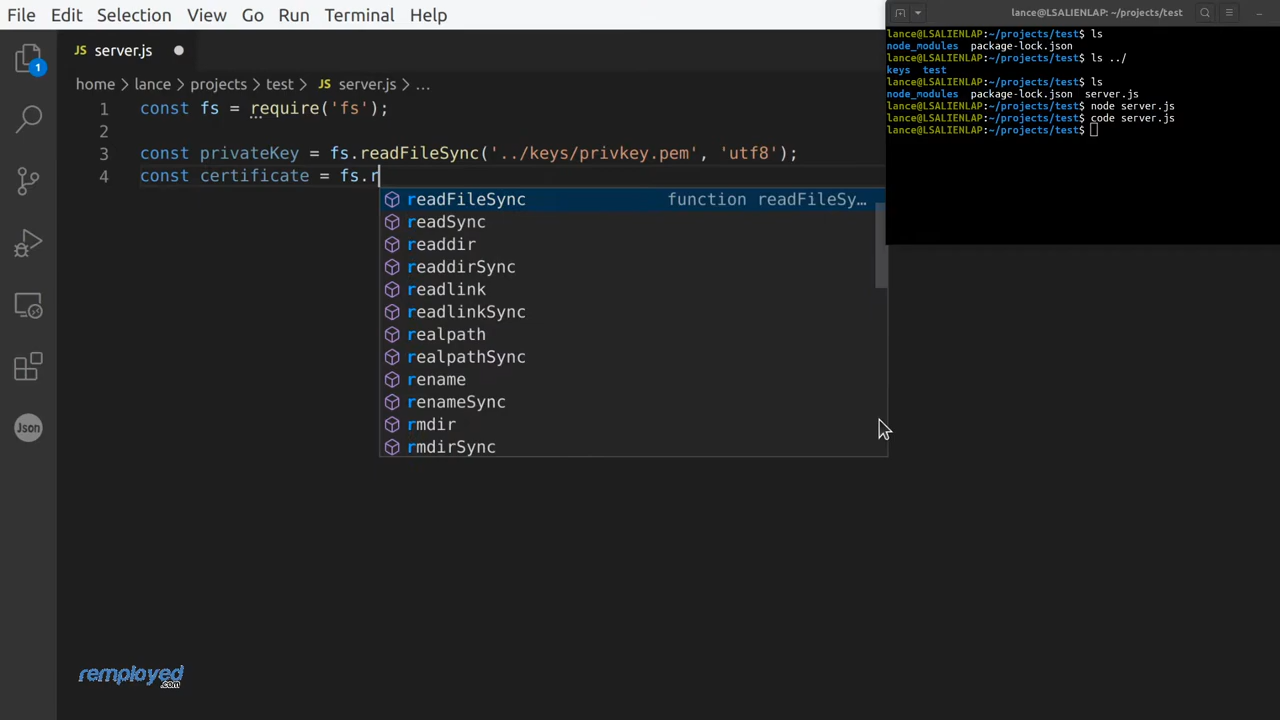 File Edit Selection View Go Run Terminal Help
JS server.js
1
home > lance > projects > test > JS server.js > ...
1 const fs = require('fs');
2
3 const privateKey = fs.readFileSync('../keys/privkey.pem', 'utf8');
4 const certificate = fs.r
readFileSync function readFileSy…
readSync
readdir
readdirSync
readlink
readlinkSync
realpath
realpathSync
rename
renameSync
rmdir
rmdirSync
Json
remployed
.com
lance@LSALIENLAP: ~/projects/test
lance@LSALIENLAP:~/projects/test$ ls
node_modules package-lock.json
lance@LSALIENLAP:~/projects/test$ ls ../
keys test
lance@LSALIENLAP:~/projects/test$ ls
node_modules package-lock.json server.js
lance@LSALIENLAP:~/projects/test$ node server.js
lance@LSALIENLAP:~/projects/test$ code server.js
lance@LSALIENLAP:~/projects/test$